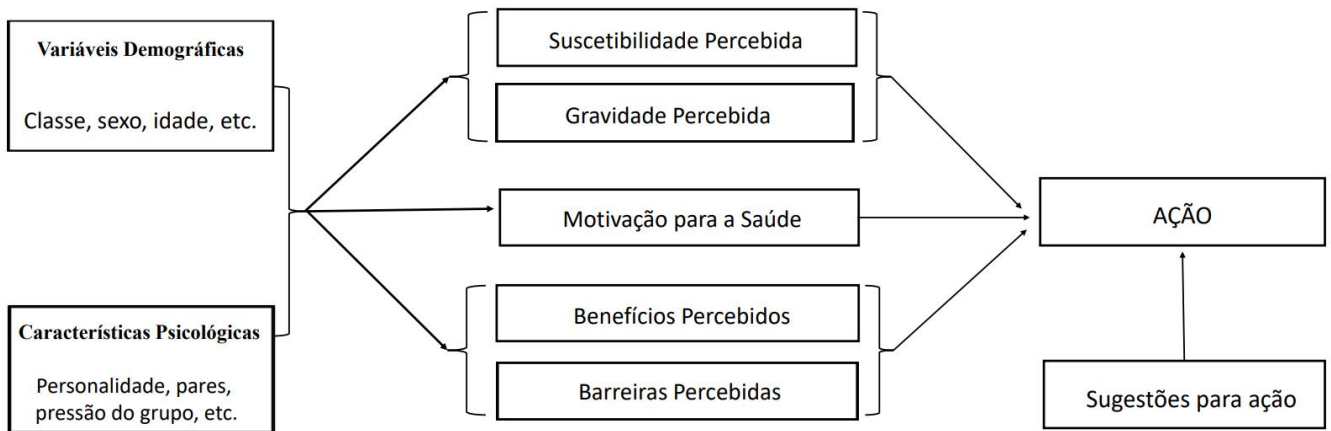 Variáveis Demográficas
Classe, sexo, idade, etc.
Características Psicológicas
Personalidade, pares,
pressão do grupo, etc.
Suscetibilidade Percebida
Gravidade Percebida
Motivação para a Saúde
Benefícios Percebidos
Barreiras Percebidas
AÇÃO
Sugestões para ação